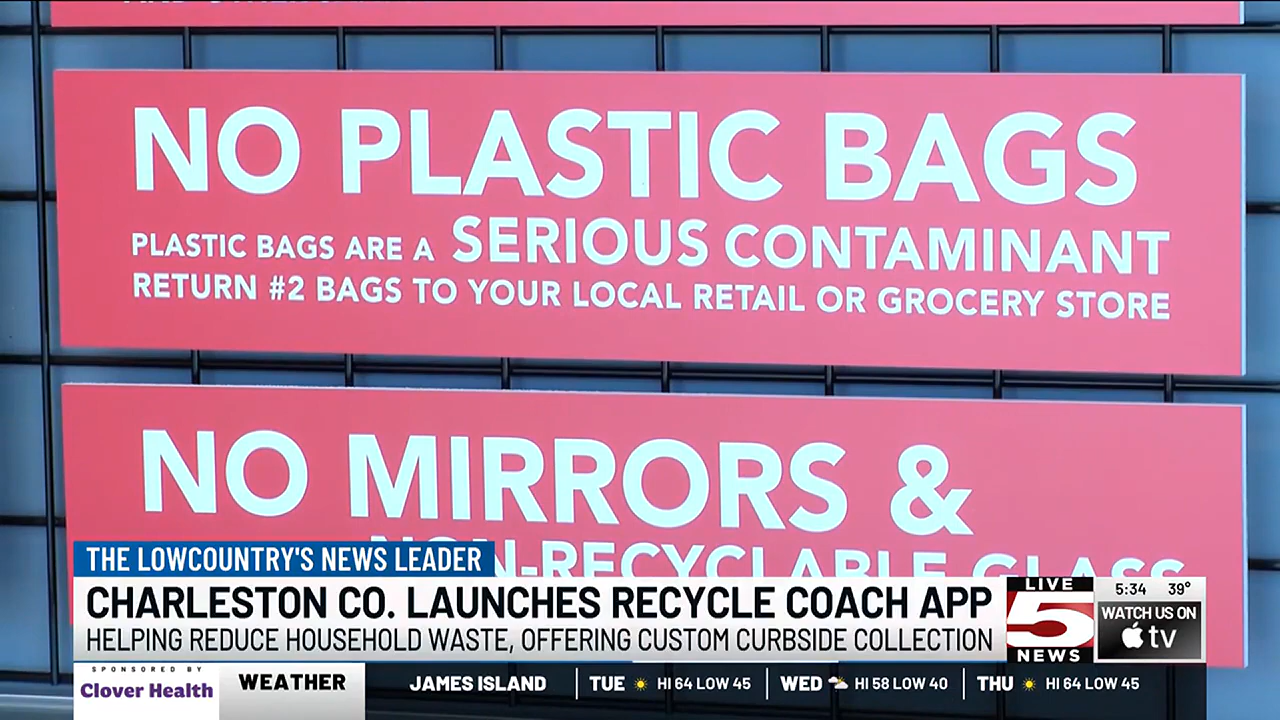 NO PLASTIC BAGS
PLASTIC BAGS ARE A SERIOUS CONTAMINANT
RETURN #2 BAGS TO YOUR LOCAL RETAIL OR GROCERY STORE
NO MIRRORS &
NON-RECYCLABLE GLASS
THE LOWCOUNTRY'S NEWS LEADER
CHARLESTON CO. LAUNCHES RECYCLE COACH APP
HELPING REDUCE HOUSEHOLD WASTE, OFFERING CUSTOM CURBSIDE COLLECTION
LIVE
5
NEWS
5:34 39°
WATCH US ON
tv
SPONSORED BY
Clover Health
WEATHER
JAMES ISLAND
TUE HI 64 LOW 45
WED HI 58 LOW 40
THU HI 64 LOW 45